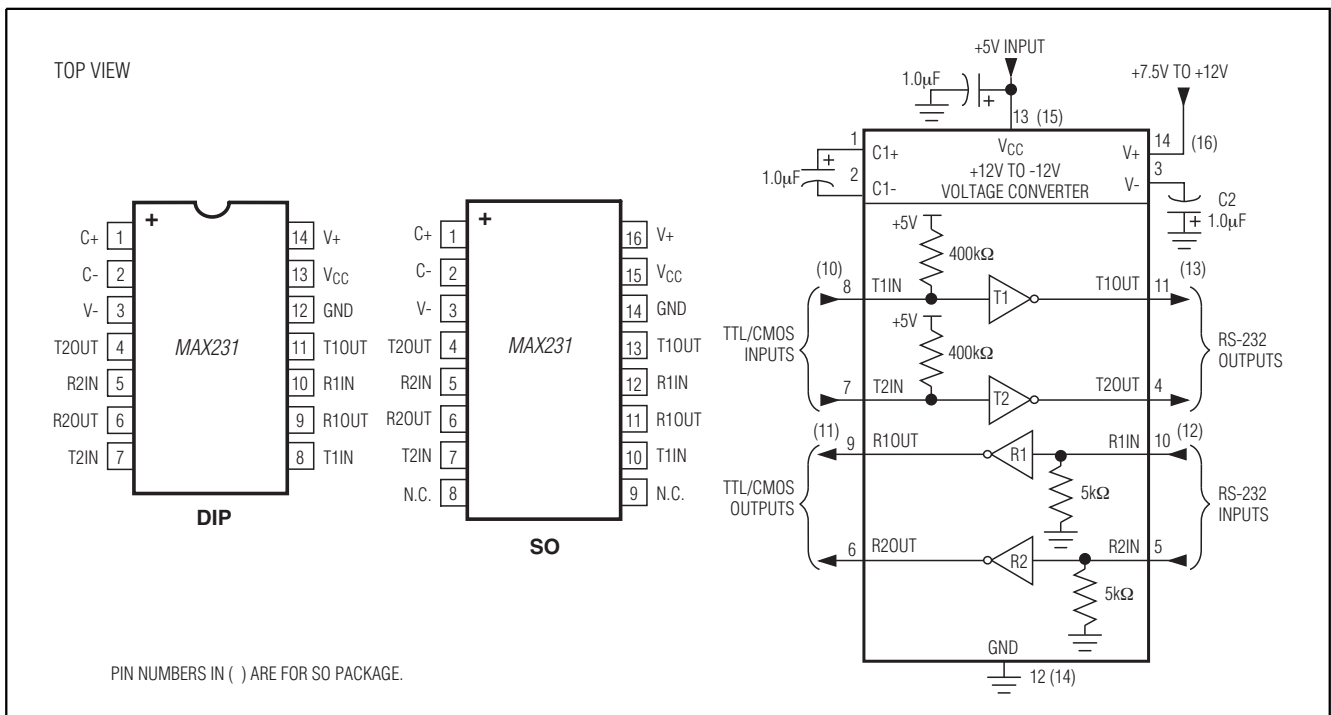 TOP VIEW
+
C+ 1
C- 2
V- 3
T2OUT 4
R2IN 5
R2OUT 6
T2IN 7
MAX231
14 V+
13 VCC
12 GND
11 T1OUT
10 R1IN
9 R1OUT
8 T1IN
DIP
+
C+ 1
C- 2
V- 3
T2OUT 4
R2IN 5
R2OUT 6
T2IN 7
N.C. 8
MAX231
16 V+
15 VCC
14 GND
13 T1OUT
12 R1IN
11 R1OUT
10 T1IN
9 N.C.
SO
PIN NUMBERS IN ( ) ARE FOR SO PACKAGE.
+5V INPUT
1.0µF
+
+7.5V TO +12V
13 (15)
VCC
1
C1+
+
1.0µF
2
C1-
+12V TO -12V
VOLTAGE CONVERTER
V+
14
(16)
V-
3
C2
+
1.0µF
+5V
400kΩ
(10)
8
T1IN
T1
T1OUT
11
(13)
TTL/CMOS
INPUTS
+5V
400kΩ
RS-232
OUTPUTS
7
T2IN
T2
T2OUT
4
(11)
9
R1OUT
R1
R1IN
10
(12)
TTL/CMOS
OUTPUTS
5kΩ
RS-232
INPUTS
6
R2OUT
R2
R2IN
5
5kΩ
GND
12 (14)